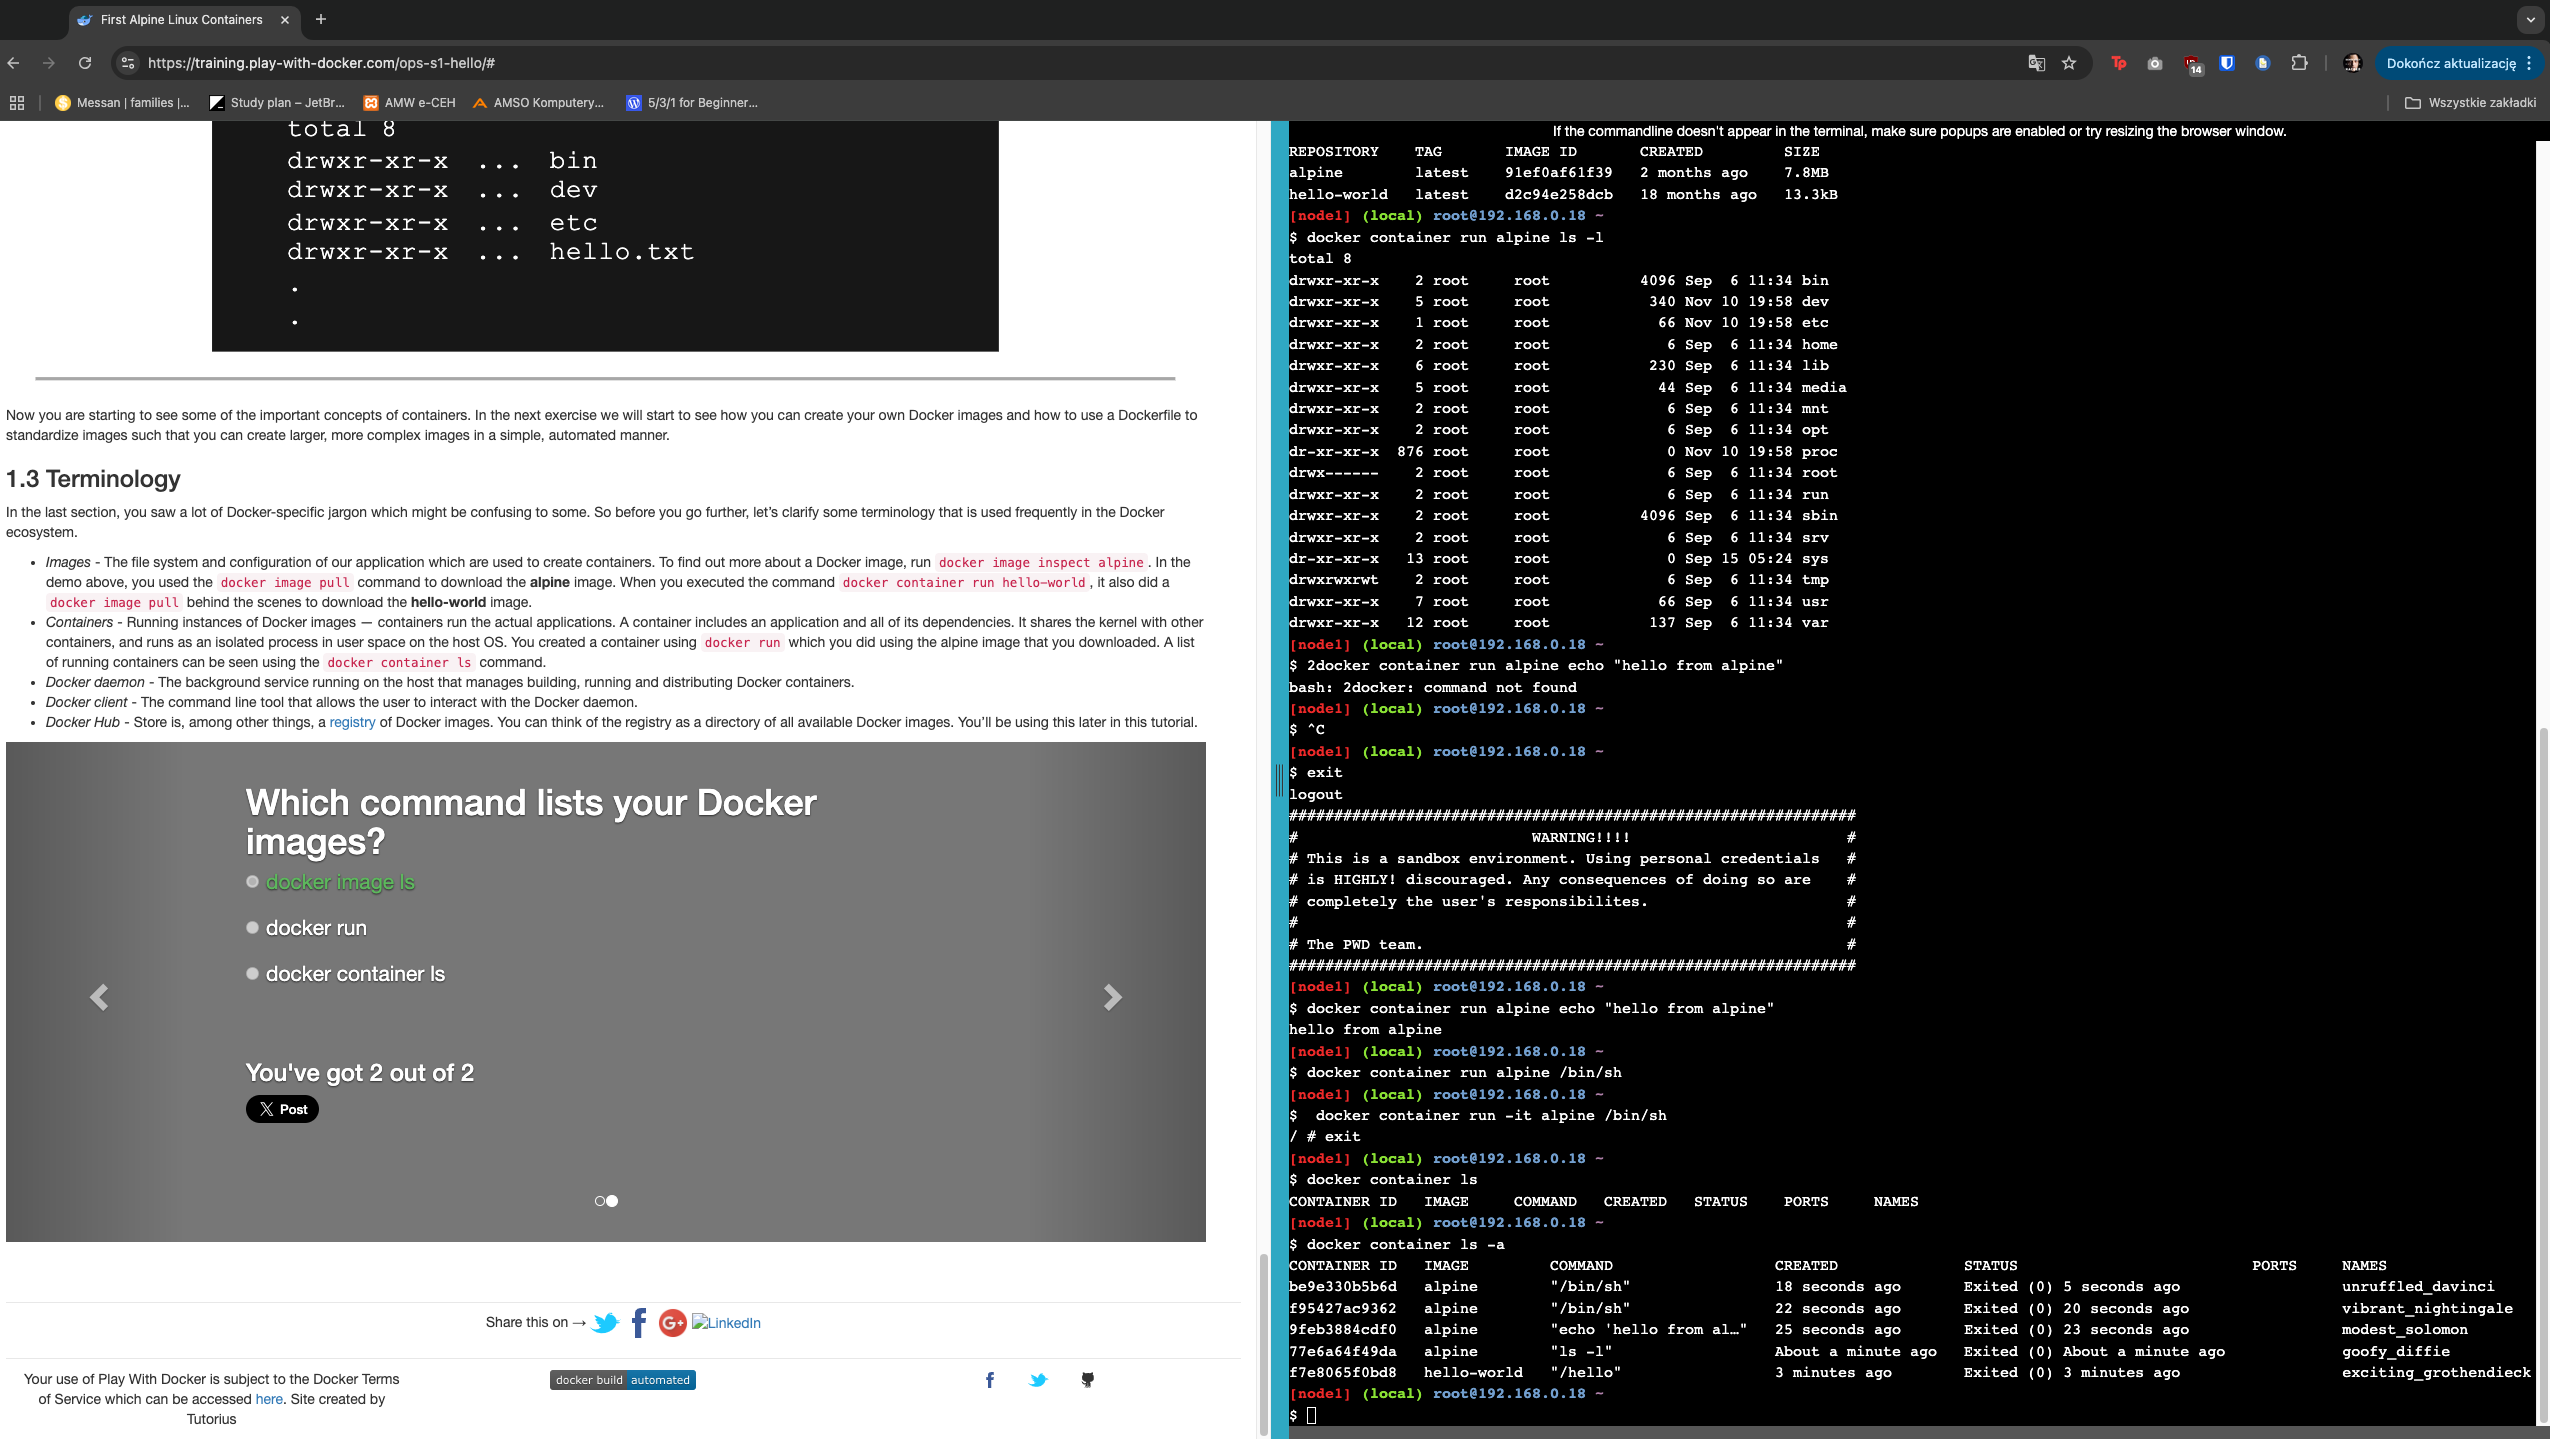 First Alpine Linux Containers
https://training.play-with-docker.com/ops-s1-hello/#
14
Dokończ aktualizację
Messan | families |...
Study plan – JetBr...
AMW e-CEH
AMSO Komputery...
5/3/1 for Beginner...
Wszystkie zakładki
total 8
drwxr-xr-x ... bin
drwxr-xr-x ... dev
drwxr-xr-x ... etc
drwxr-xr-x ... hello.txt
.
.
Now you are starting to see some of the important concepts of containers. In the next exercise we will start to see how you can create your own Docker images and how to use a Dockerfile to
standardize images such that you can create larger, more complex images in a simple, automated manner.
1.3 Terminology
In the last section, you saw a lot of Docker-specific jargon which might be confusing to some. So before you go further, let's clarify some terminology that is used frequently in the Docker
ecosystem.
• Images - The file system and configuration of our application which are used to create containers. To find out more about a Docker image, run docker image inspect alpine. In the
demo above, you used the docker image pull command to download the alpine image. When you executed the command docker container run hello-world, it also did a
docker image pull behind the scenes to download the hello-world image.
• Containers - Running instances of Docker images — containers run the actual applications. A container includes an application and all of its dependencies. It shares the kernel with other
containers, and runs as an isolated process in user space on the host OS. You created a container using docker run which you did using the alpine image that you downloaded. A list
of running containers can be seen using the docker container ls command.
• Docker daemon - The background service running on the host that manages building, running and distributing Docker containers.
• Docker client - The command line tool that allows the user to interact with the Docker daemon.
• Docker Hub - Store is, among other things, a registry of Docker images. You can think of the registry as a directory of all available Docker images. You'll be using this later in this tutorial.
Which command lists your Docker
images?
docker image ls
docker run
docker container ls
You've got 2 out of 2
Post
Share this on → LinkedIn
Your use of Play With Docker is subject to the Docker Terms
of Service which can be accessed here. Site created by
Tutorius
docker build automated
If the commandline doesn't appear in the terminal, make sure popups are enabled or try resizing the browser window.
REPOSITORY TAG IMAGE ID CREATED SIZE
alpine latest 91ef0af61f39 2 months ago 7.8MB
hello-world latest d2c94e258dcb 18 months ago 13.3kB
[node1] (local) root@192.168.0.18 ~
$ docker container run alpine ls -l
total 8
drwxr-xr-x 2 root root 4096 Sep 6 11:34 bin
drwxr-xr-x 5 root root 340 Nov 10 19:58 dev
drwxr-xr-x 1 root root 66 Nov 10 19:58 etc
drwxr-xr-x 2 root root 6 Sep 6 11:34 home
drwxr-xr-x 6 root root 230 Sep 6 11:34 lib
drwxr-xr-x 5 root root 44 Sep 6 11:34 media
drwxr-xr-x 2 root root 6 Sep 6 11:34 mnt
drwxr-xr-x 2 root root 6 Sep 6 11:34 opt
dr-xr-xr-x 876 root root 0 Nov 10 19:58 proc
drwx------ 2 root root 6 Sep 6 11:34 root
drwxr-xr-x 2 root root 6 Sep 6 11:34 run
drwxr-xr-x 2 root root 4096 Sep 6 11:34 sbin
drwxr-xr-x 2 root root 6 Sep 6 11:34 srv
dr-xr-xr-x 13 root root 0 Sep 15 05:24 sys
drwxrwxrwt 2 root root 6 Sep 6 11:34 tmp
drwxr-xr-x 7 root root 66 Sep 6 11:34 usr
drwxr-xr-x 12 root root 137 Sep 6 11:34 var
[node1] (local) root@192.168.0.18 ~
$ 2docker container run alpine echo "hello from alpine"
bash: 2docker: command not found
[node1] (local) root@192.168.0.18 ~
$ ^C
[node1] (local) root@192.168.0.18 ~
$ exit
logout
###############################################################
# WARNING!!!! #
# This is a sandbox environment. Using personal credentials #
# is HIGHLY! discouraged. Any consequences of doing so are #
# completely the user's responsibilites. #
# #
# The PWD team. #
###############################################################
[node1] (local) root@192.168.0.18 ~
$ docker container run alpine echo "hello from alpine"
hello from alpine
[node1] (local) root@192.168.0.18 ~
$ docker container run alpine /bin/sh
[node1] (local) root@192.168.0.18 ~
$ docker container run -it alpine /bin/sh
/ # exit
[node1] (local) root@192.168.0.18 ~
$ docker container ls
CONTAINER ID IMAGE COMMAND CREATED STATUS PORTS NAMES
[node1] (local) root@192.168.0.18 ~
$ docker container ls -a
CONTAINER ID IMAGE COMMAND CREATED STATUS PORTS NAMES
be9e330b5b6d alpine "/bin/sh" 18 seconds ago Exited (0) 5 seconds ago unruffled_davinci
f95427ac9362 alpine "/bin/sh" 22 seconds ago Exited (0) 20 seconds ago vibrant_nightingale
9feb3884cdf0 alpine "echo 'hello from al…" 25 seconds ago Exited (0) 23 seconds ago modest_solomon
77e6a64f49da alpine "ls -l" About a minute ago Exited (0) About a minute ago goofy_diffie
f7e8065f0bd8 hello-world "/hello" 3 minutes ago Exited (0) 3 minutes ago exciting_grothendieck
[node1] (local) root@192.168.0.18 ~
$